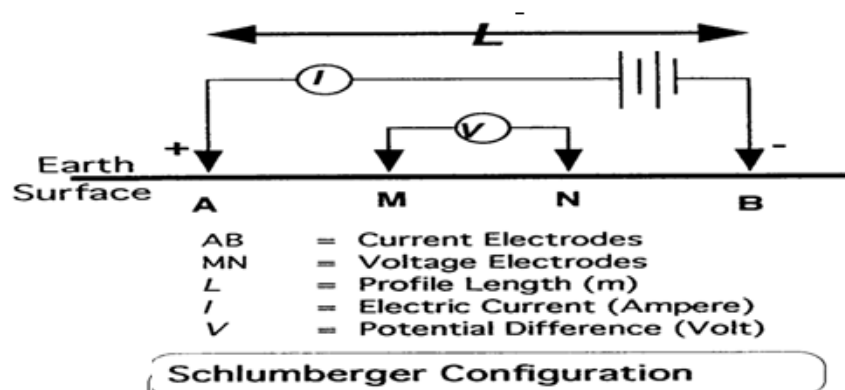 L
I
V
+ -
Earth
Surface
A M N B
AB = Current Electrodes
MN = Voltage Electrodes
L = Profile Length (m)
I = Electric Current (Ampere)
V = Potential Difference (Volt)
Schlumberger Configuration